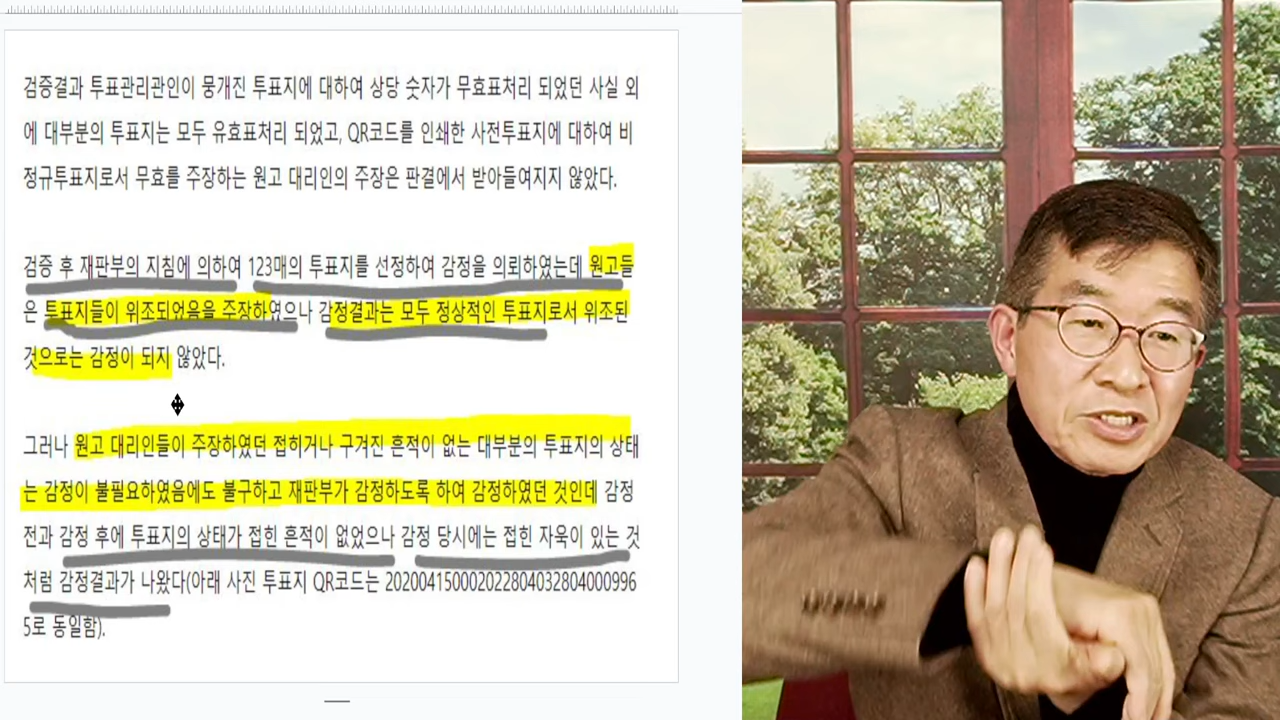 검증결과 투표관리관인이 뭉개진 투표지에 대하여 상당 숫자가 무효표처리 되었던 사실 외
에 대부분의 투표지는 모두 유효표처리 되었고, QR코드를 인쇄한 사전투표지에 대하여 비
정규투표지로서 무효를 주장하는 원고 대리인의 주장은 판결에서 받아들여지지 않았다.
검증 후 재판부의 지침에 의하여 123매의 투표지를 선정하여 감정을 의뢰하였는데 원고들
은 투표지들이 위조되었음을 주장하였으나 감정결과는 모두 정상적인 투표지로서 위조된
것으로는 감정이 되지 않았다.
그러나 원고 대리인들이 주장하였던 접히거나 구겨진 흔적이 없는 대부분의 투표지의 상태
는 감정이 불필요하였음에도 불구하고 재판부가 감정하도록 하여 감정하였던 것인데 감정
전과 감정 후에 투표지의 상태가 접힌 흔적이 없었으나 감정 당시에는 접힌 자욱이 있는 것
처럼 감정결과가 나왔다(아래 사진 투표지 QR코드는 2020041500020228040328040009​96
5로 동일함).